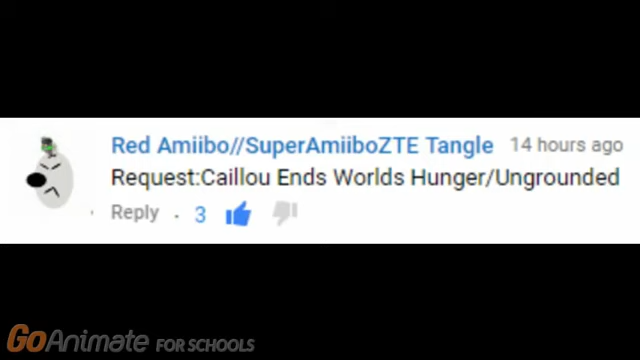 Red Amiibo//SuperAmiiboZTE Tangle 14 hours ago
Request:Caillou Ends Worlds Hunger/Ungrounded
Reply · 3
GoAnimate FOR SCHOOLS